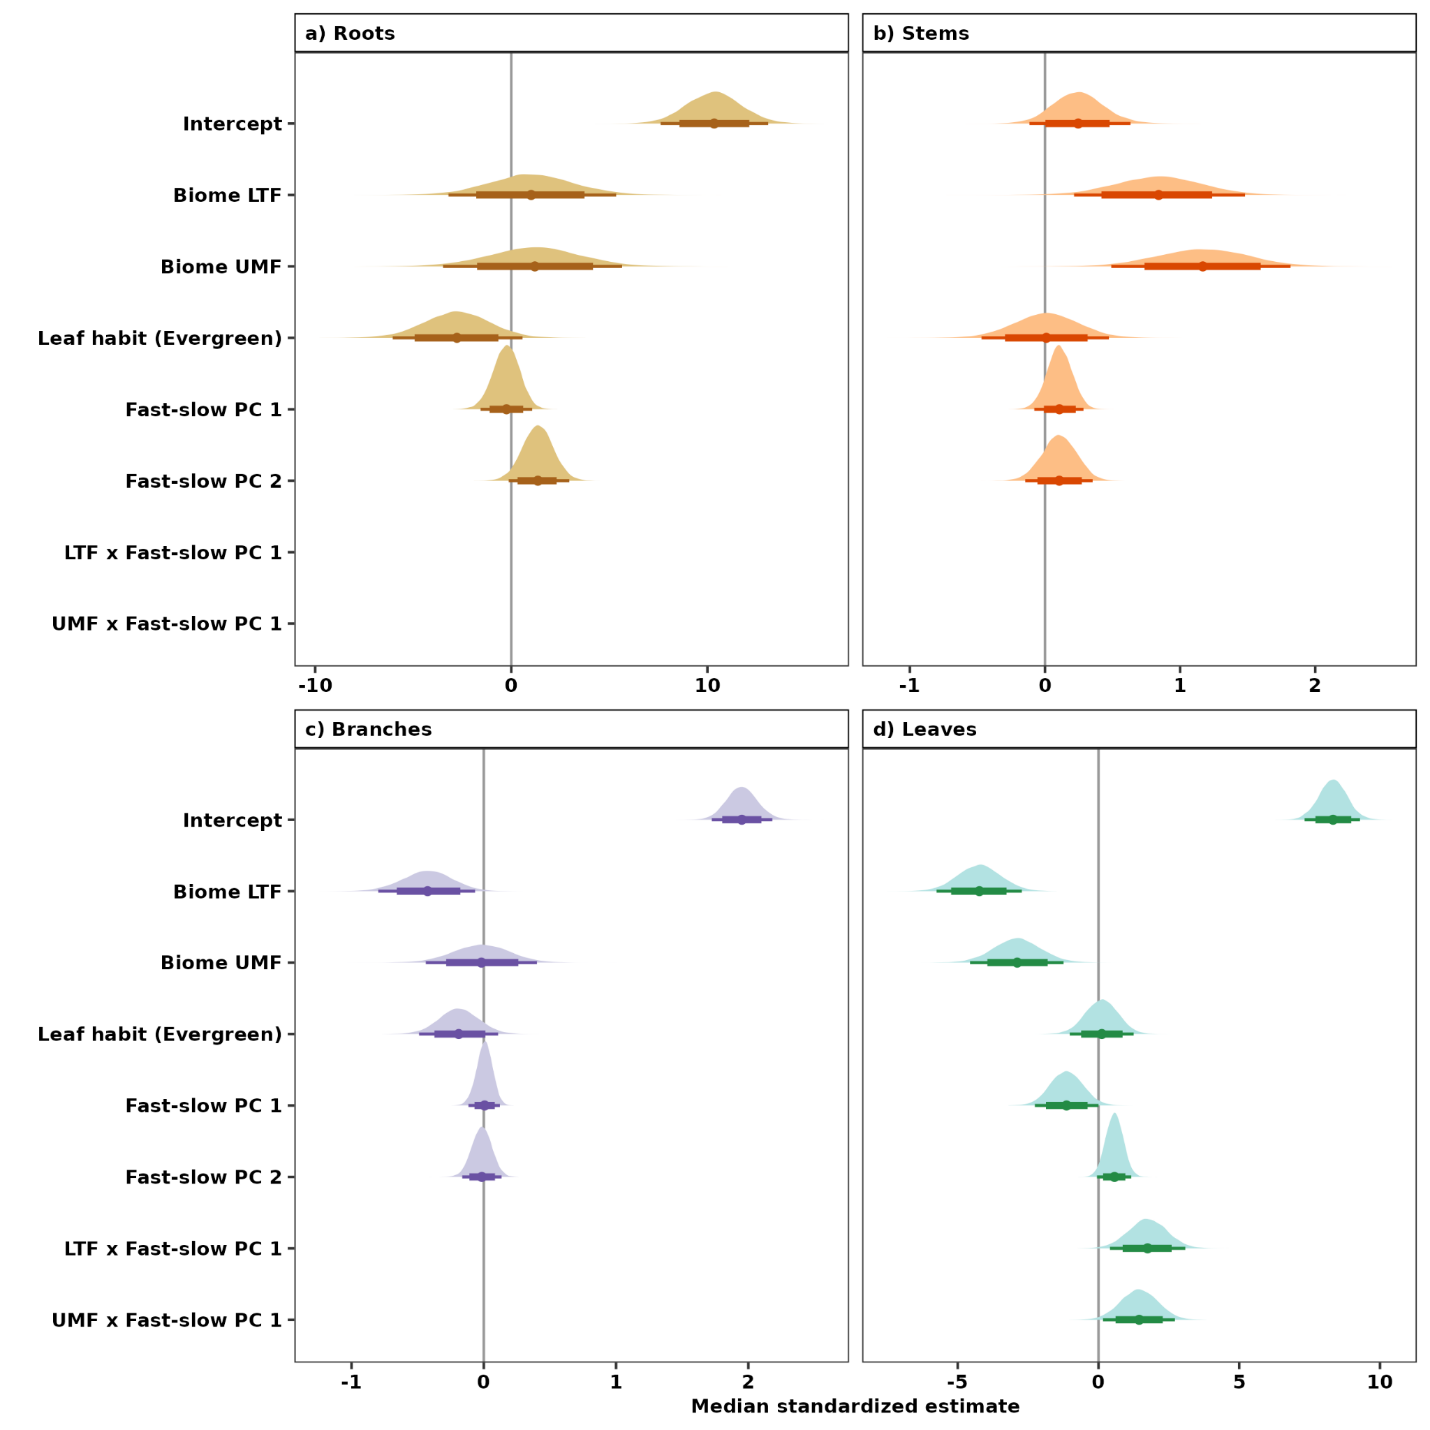 a) Roots
b) Stems
Intercept
Biome LTF
Biome UMF
Leaf habit (Evergreen)
Fast-slow PC 1
Fast-slow PC 2
LTF x Fast-slow PC 1
UMF x Fast-slow PC 1
-10 0 10
-1 0 1 2
c) Branches
d) Leaves
Intercept
Biome LTF
Biome UMF
Leaf habit (Evergreen)
Fast-slow PC 1
Fast-slow PC 2
LTF x Fast-slow PC 1
UMF x Fast-slow PC 1
-1 0 1 2
-5 0 5 10
Median standardized estimate